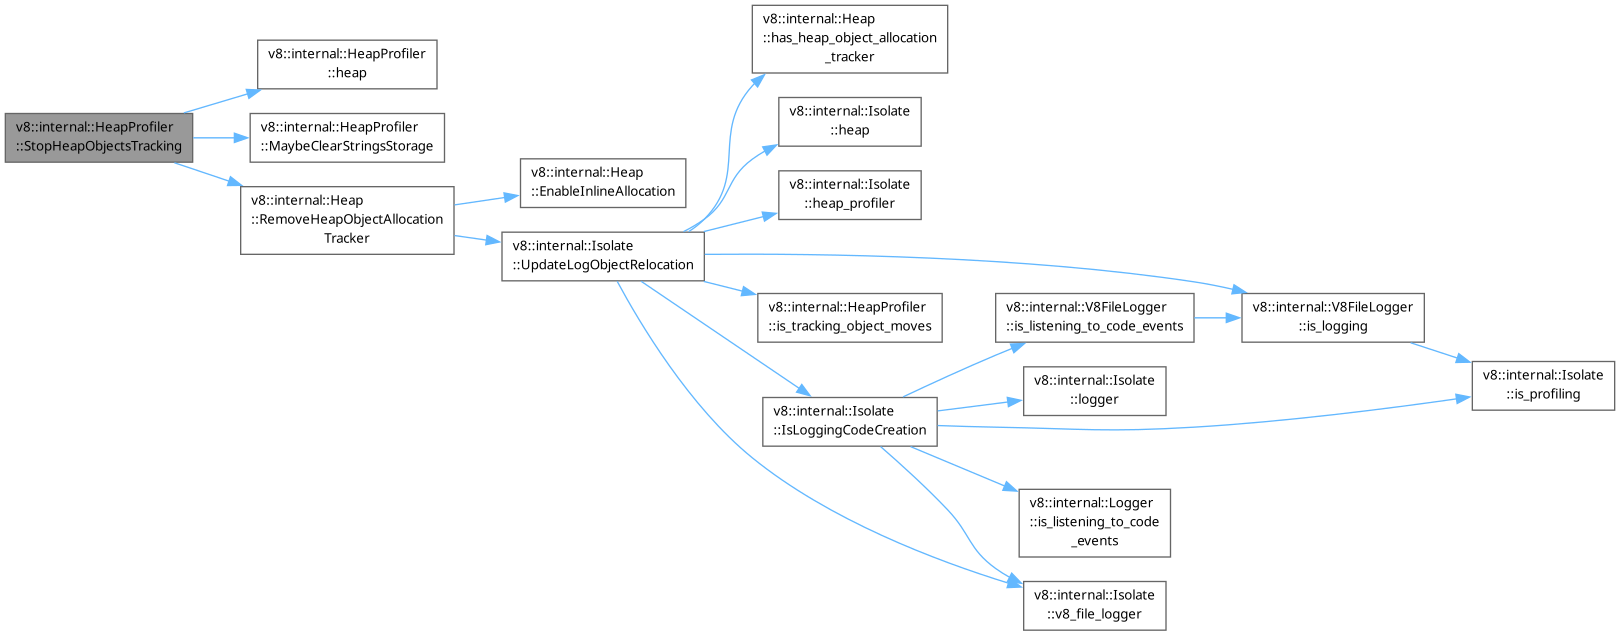 v8::internal::HeapProfiler
::StopHeapObjectsTracking
v8::internal::HeapProfiler
::heap
v8::internal::HeapProfiler
::MaybeClearStringsStorage
v8::internal::Heap
::RemoveHeapObjectAllocation
Tracker
v8::internal::Heap
::EnableInlineAllocation
v8::internal::Isolate
::UpdateLogObjectRelocation
v8::internal::Heap
::has_heap_object_allocation
_tracker
v8::internal::Isolate
::heap
v8::internal::Isolate
::heap_profiler
v8::internal::HeapProfiler
::is_tracking_object_moves
v8::internal::Isolate
::IsLoggingCodeCreation
v8::internal::V8FileLogger
::is_listening_to_code_events
v8::internal::Isolate
::logger
v8::internal::Logger
::is_listening_to_code
_events
v8::internal::Isolate
::v8_file_logger
v8::internal::V8FileLogger
::is_logging
v8::internal::Isolate
::is_profiling